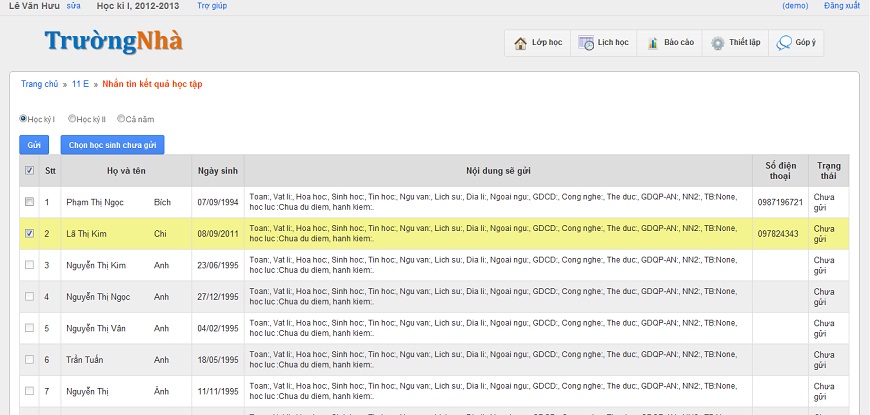 Lê Văn Hưu sửa Học kì I, 2012-2013 Trợ giúp (demo) Đăng xuất
TrườngNhà
Lớp học Lịch học Báo cáo Thiết lập Góp ý
Trang chủ » 11 E » Nhắn tin kết quả học tập
Học kỳ I Học kỳ II Cả năm
Gửi Chọn học sinh chưa gửi
Stt Họ và tên Ngày sinh Nội dung sẽ gửi Số điện thoại Trạng thái
1 Phạm Thị Ngọc Bích 07/09/1994 Toan:, Vat li:, Hoa hoc:, Sinh hoc:, Tin hoc:, Ngu van:, Lich su:, Dia li:, Ngoai ngu:, GDCD:, Cong nghe:, The duc:, GDQP-AN:, NN2:, TB:None, 0987196721 Chưa
hoc luc :Chua du diem, hanh kiem:. gửi
2 Lã Thị Kim Chi 08/09/2011 Toan:, Vat li:, Hoa hoc:, Sinh hoc:, Tin hoc:, Ngu van:, Lich su:, Dia li:, Ngoai ngu:, GDCD:, Cong nghe:, The duc:, GDQP-AN:, NN2:, TB:None, 097824343 Chưa
hoc luc :Chua du diem, hanh kiem:. gửi
3 Nguyễn Thị Kim Anh 23/06/1995 Toan:, Vat li:, Hoa hoc:, Sinh hoc:, Tin hoc:, Ngu van:, Lich su:, Dia li:, Ngoai ngu:, GDCD:, Cong nghe:, The duc:, GDQP-AN:, NN2:, TB:None, Chưa
hoc luc :Chua du diem, hanh kiem:. gửi
4 Nguyễn Thị Ngọc Anh 27/12/1995 Toan:, Vat li:, Hoa hoc:, Sinh hoc:, Tin hoc:, Ngu van:, Lich su:, Dia li:, Ngoai ngu:, GDCD:, Cong nghe:, The duc:, GDQP-AN:, NN2:, TB:None, Chưa
hoc luc :Chua du diem, hanh kiem:. gửi
5 Nguyễn Thị Vân Anh 04/02/1995 Toan:, Vat li:, Hoa hoc:, Sinh hoc:, Tin hoc:, Ngu van:, Lich su:, Dia li:, Ngoai ngu:, GDCD:, Cong nghe:, The duc:, GDQP-AN:, NN2:, TB:None, Chưa
hoc luc :Chua du diem, hanh kiem:. gửi
6 Trần Tuấn Anh 18/05/1995 Toan:, Vat li:, Hoa hoc:, Sinh hoc:, Tin hoc:, Ngu van:, Lich su:, Dia li:, Ngoai ngu:, GDCD:, Cong nghe:, The duc:, GDQP-AN:, NN2:, TB:None, Chưa
hoc luc :Chua du diem, hanh kiem:. gửi
7 Nguyễn Thị Ánh 11/11/1995 Toan:, Vat li:, Hoa hoc:, Sinh hoc:, Tin hoc:, Ngu van:, Lich su:, Dia li:, Ngoai ngu:, GDCD:, Cong nghe:, The duc:, GDQP-AN:, NN2:, TB:None, Chưa
hoc luc :Chua du diem, hanh kiem:. gửi